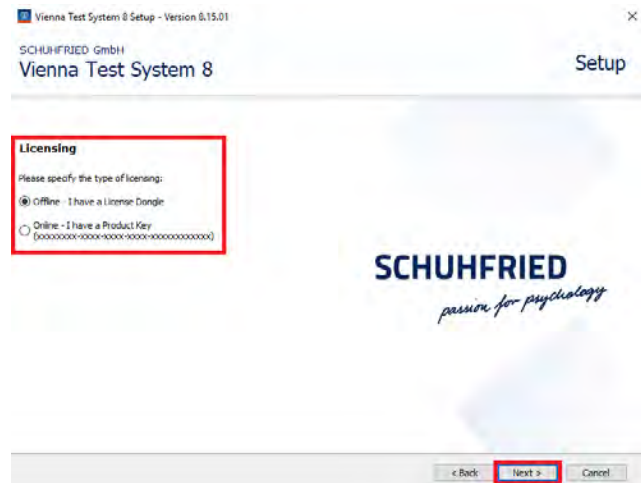 Vienna Test System 8 Setup - Version 8.15.01
SCHUHFRIED GmbH
Vienna Test System 8
Setup
Licensing
Please specify the type of licensing:
Offline - I have a License Dongle
Online - I have a Product Key
(xxxxxxxx-xxxx-xxxx-xxxx-xxxxxxxxxxxx)
SCHUHFRIED
passion for psychology
< Back
Next >
Cancel